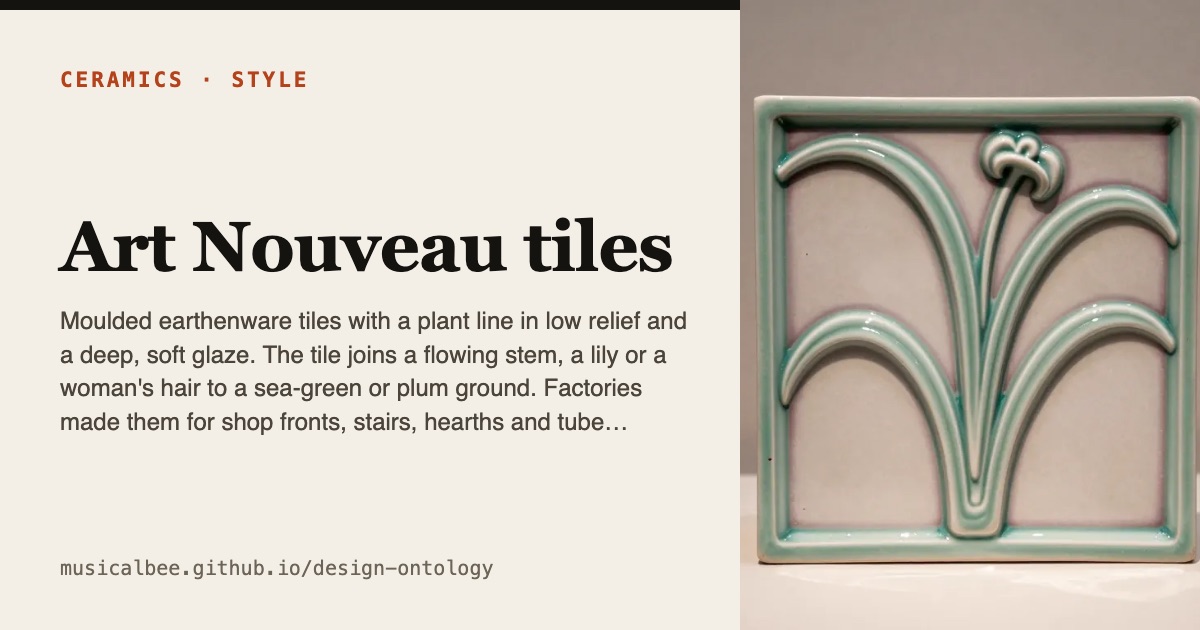 CERAMICS · STYLE
Art Nouveau tiles
Moulded earthenware tiles with a plant line in low relief and
a deep, soft glaze. The tile joins a flowing stem, a lily or a
woman's hair to a sea-green or plum ground. Factories
made them for shop fronts, stairs, hearths and tube…
musicalbee.github.io/design-ontology